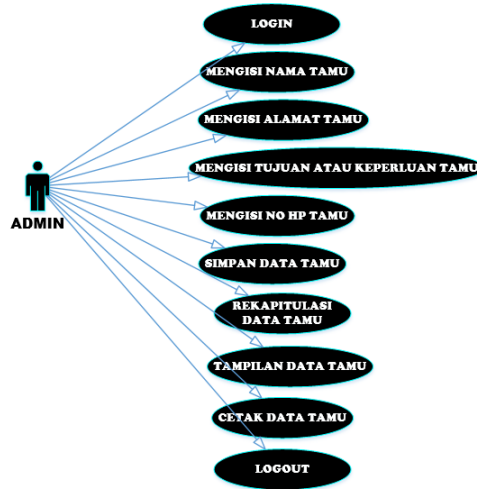 LOGIN
MENGISI NAMA TAMU
MENGISI ALAMAT TAMU
MENGISI TUJUAN ATAU KEPERLUAN TAMU
ADMIN
MENGISI NO HP TAMU
SIMPAN DATA TAMU
REKAPITULASI
DATA TAMU
TAMPILAN DATA TAMU
CETAK DATA TAMU
LOGOUT